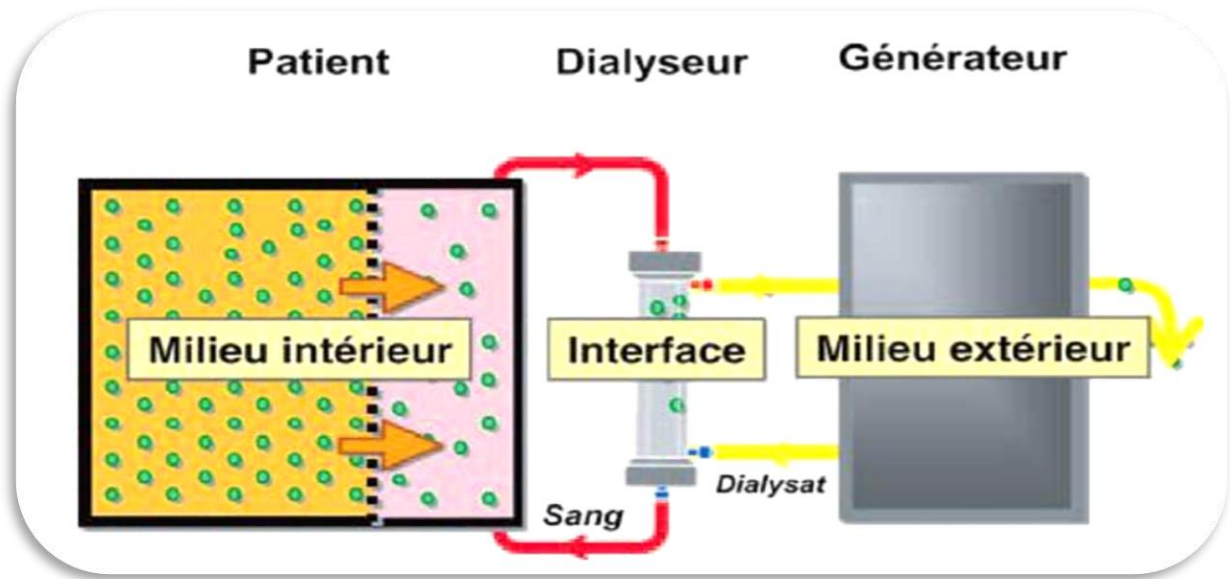 Patient
Dialyseur
Générateur
Milieu intérieur
Interface
Milieu extérieur
Sang
Dialysat